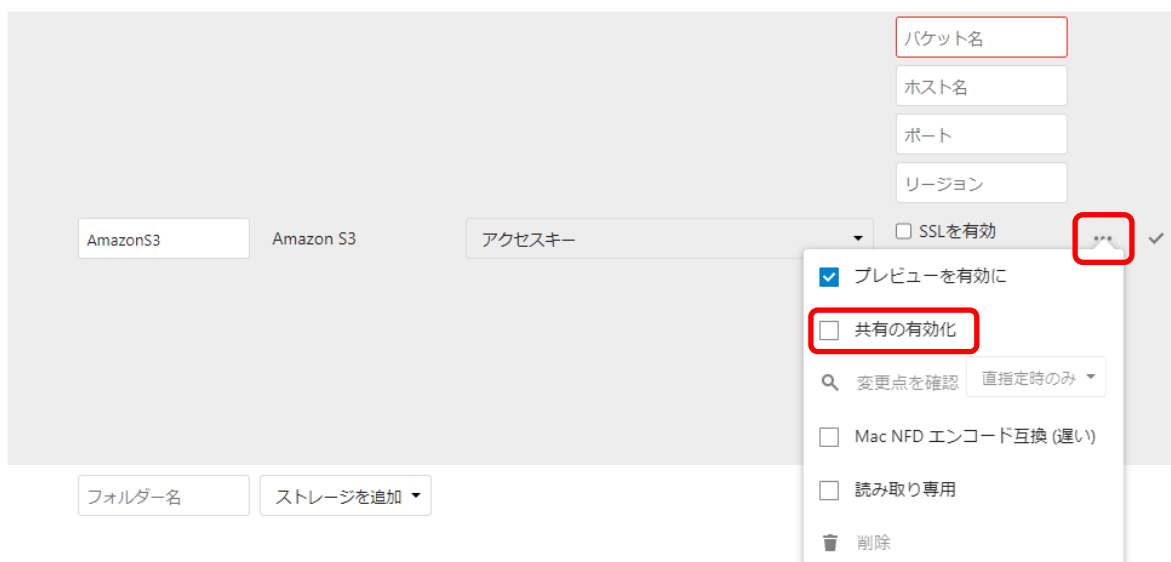 バケット名
ホスト名
ポート
リージョン
AmazonS3 Amazon S3 アクセスキー SSLを有効
プレビューを有効に
共有の有効化
変更点を確認 直指定時のみ
Mac NFD エンコード互換 (遅い)
読み取り専用
フォルダー名 ストレージを追加
削除